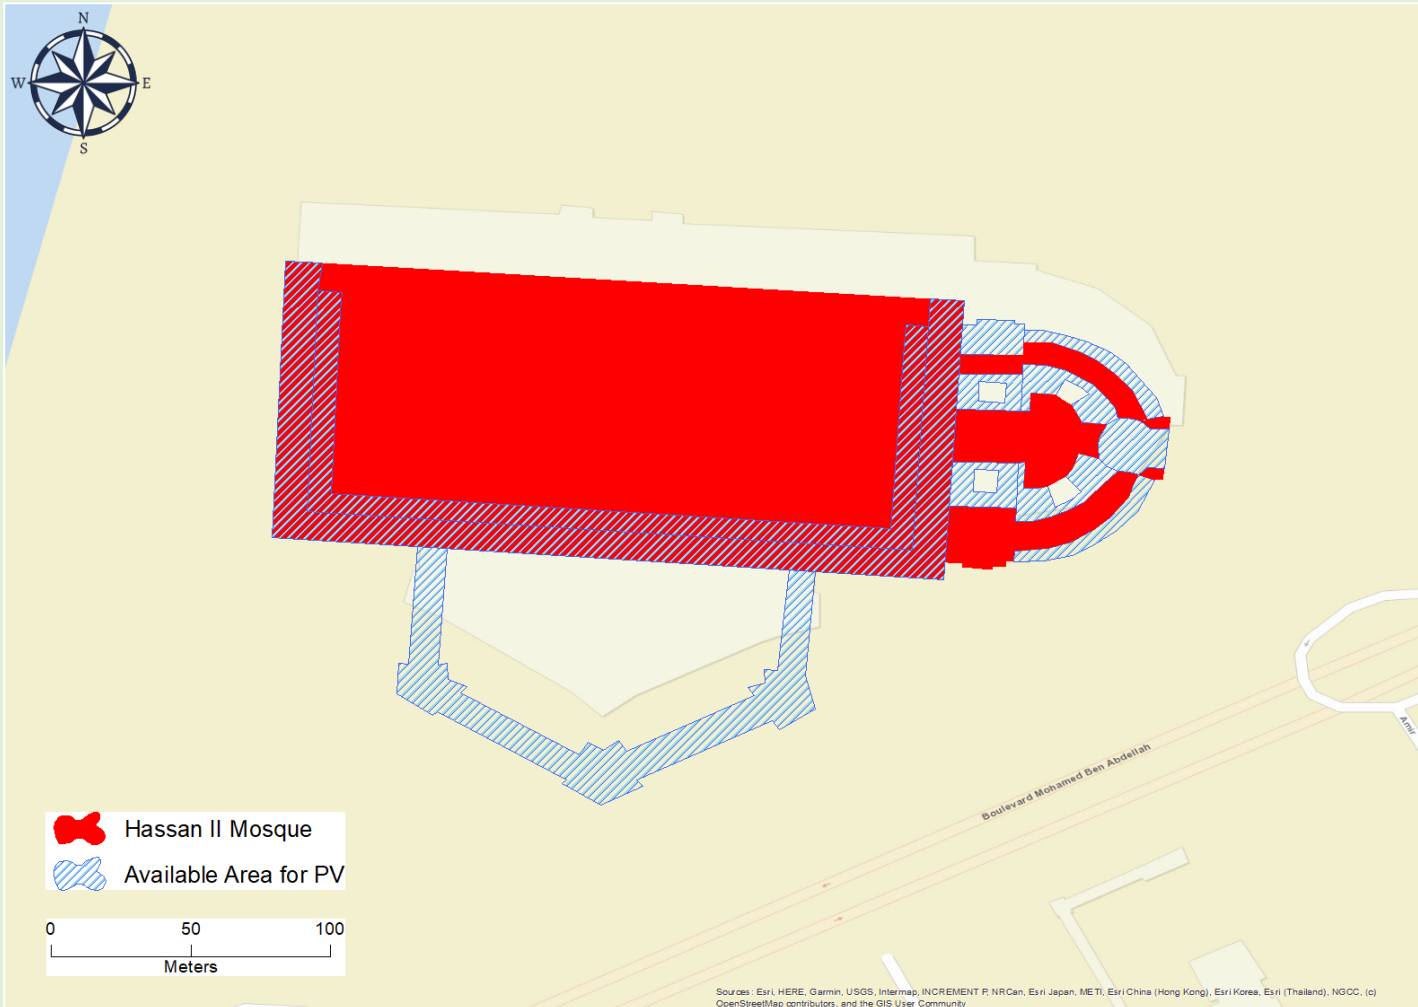 N
W E
S
Boulevard Mohamed Ben Abdellah
Amir
Hassan II Mosque
Available Area for PV
0 50 100
Meters
Sources: Esri, HERE, Garmin, USGS, Intermap, INCREMENT P, NRCan, Esri Japan, METI, Esri China (Hong Kong), Esri Korea, Esri (Thailand), NGCC, (c)
OpenStreetMap contributors, and the GIS User Community